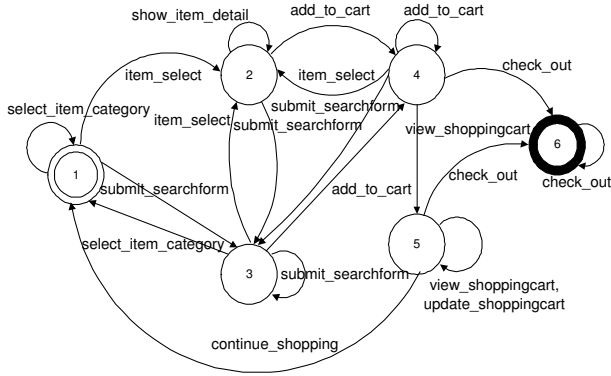 show_item_detail
add_to_cart
add_to_cart
2
4
item_select
item_select
check_out
select_item_category
item_select
submit_searchform
submit_searchform
view_shoppingcart
6
1
submit_searchform
add_to_cart
check_out
check_out
select_item_category
5
3
submit_searchform
view_shoppingcart,
update_shoppingcart
continue_shopping